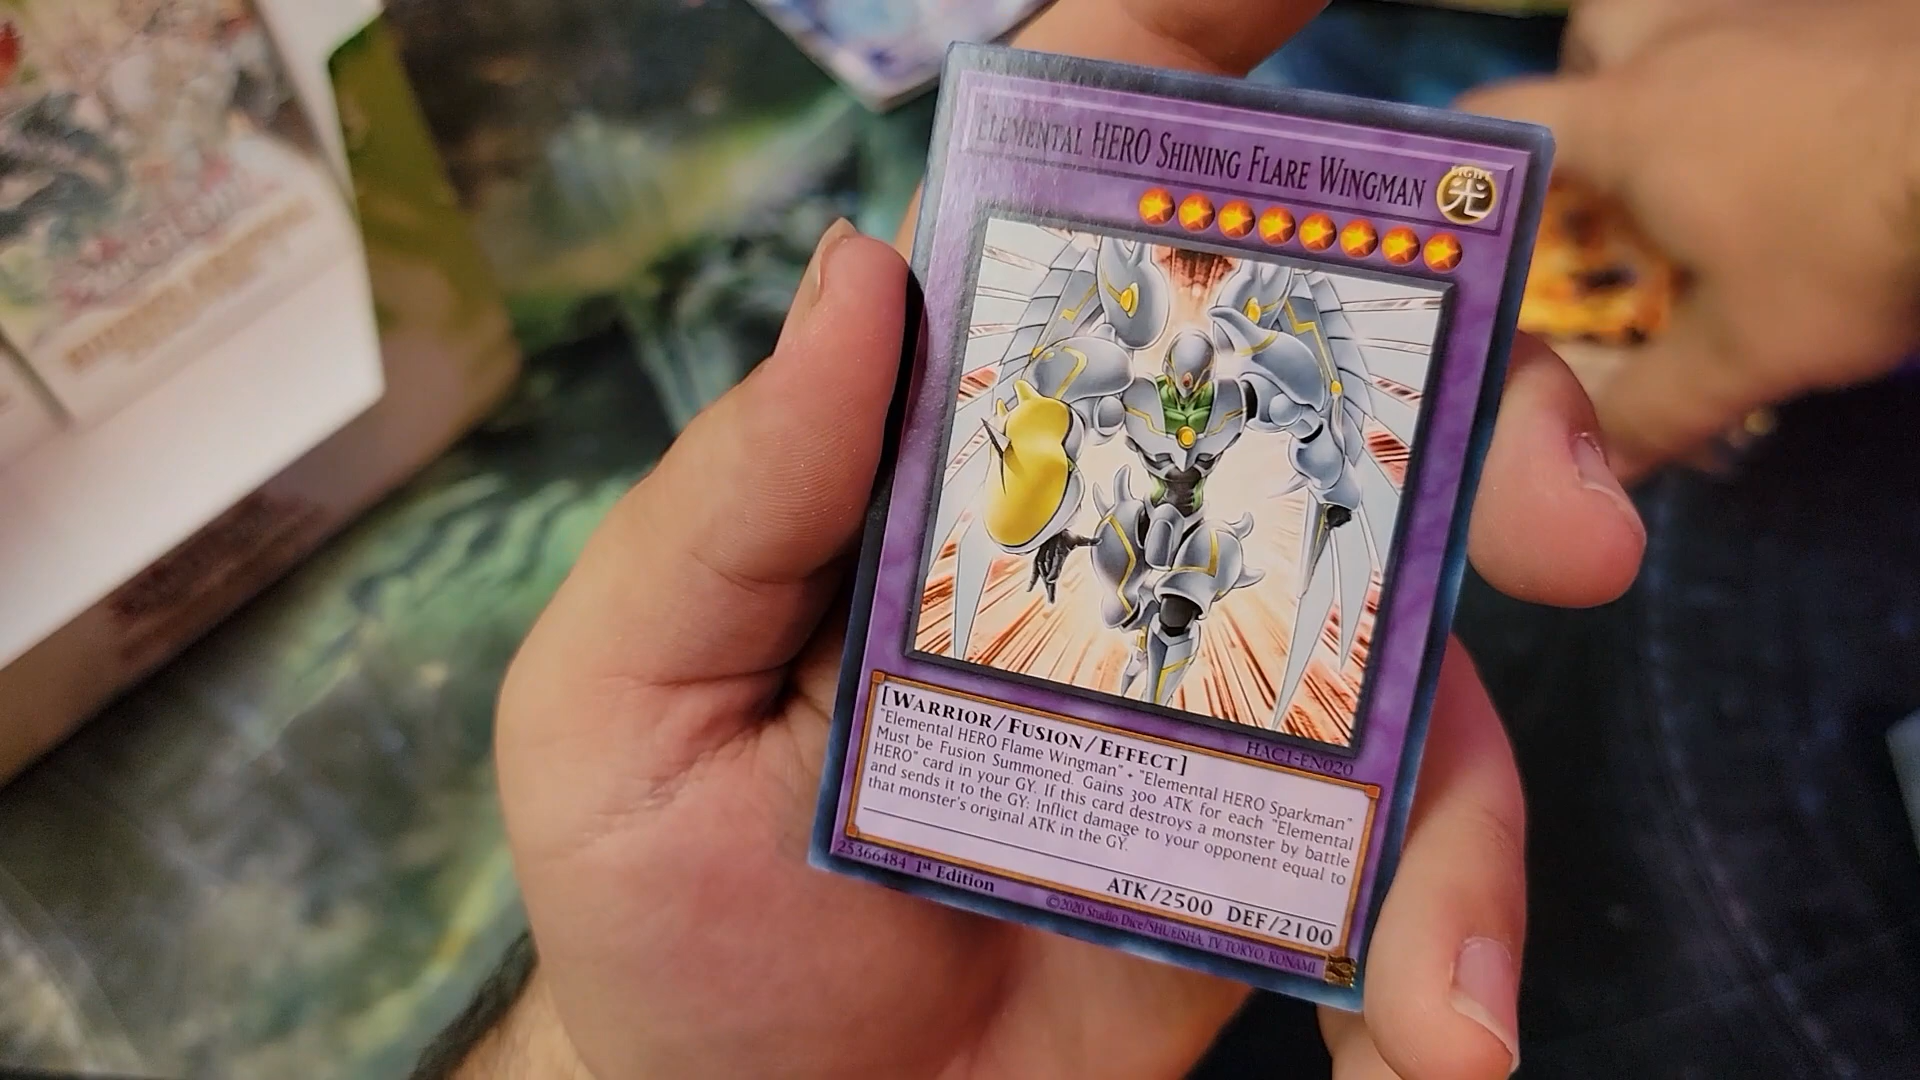 ELEMENTAL HERO SHINING FLARE WINGMAN
LIGHT
光
HAC1-EN020
[WARRIOR/FUSION/EFFECT]
"Elemental HERO Flame Wingman" + "Elemental HERO Sparkman"
Must be Fusion Summoned. Gains 300 ATK for each "Elemental
HERO" card in your GY. If this card destroys a monster by battle
and sends it to the GY: Inflict damage to your opponent equal to
that monster's original ATK in the GY.
ATK/2500 DEF/2100
25366484 1st Edition
©2020 Studio Dice/SHUEISHA, TV TOKYO, KONAMI